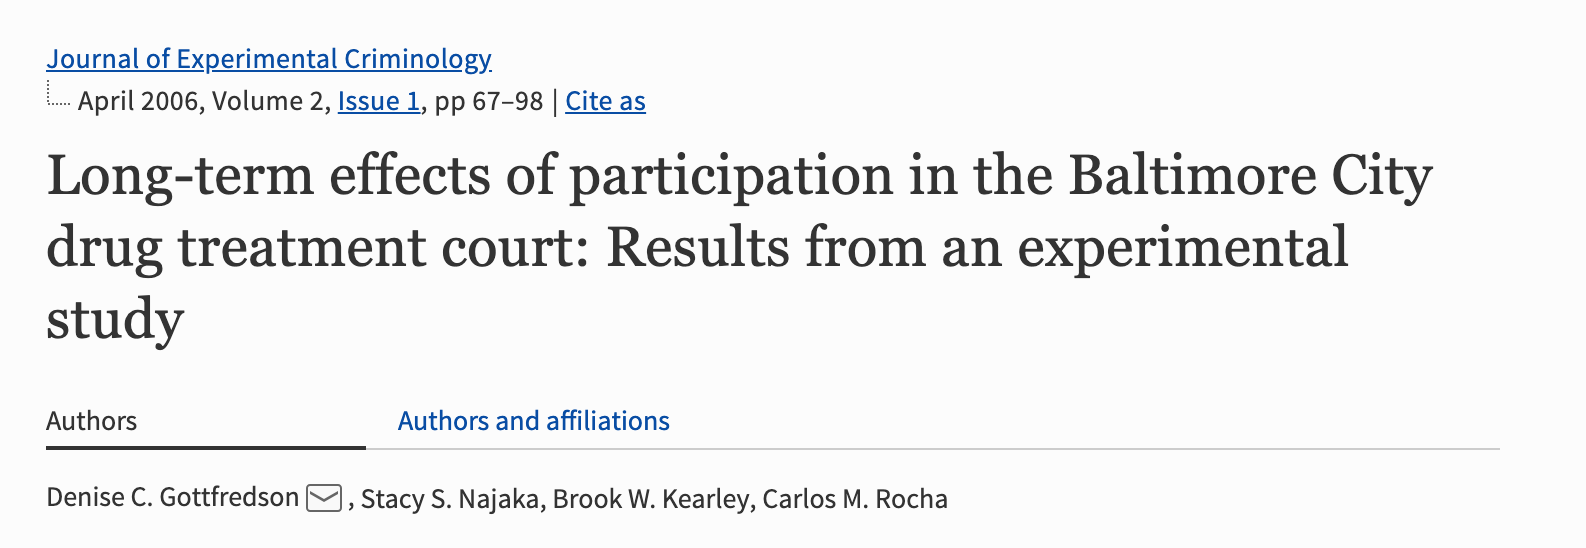 Journal of Experimental Criminology
April 2006, Volume 2, Issue 1, pp 67–98 | Cite as
Long-term effects of participation in the Baltimore City
drug treatment court: Results from an experimental
study
Authors
Authors and affiliations
Denise C. Gottfredson , Stacy S. Najaka, Brook W. Kearley, Carlos M. Rocha